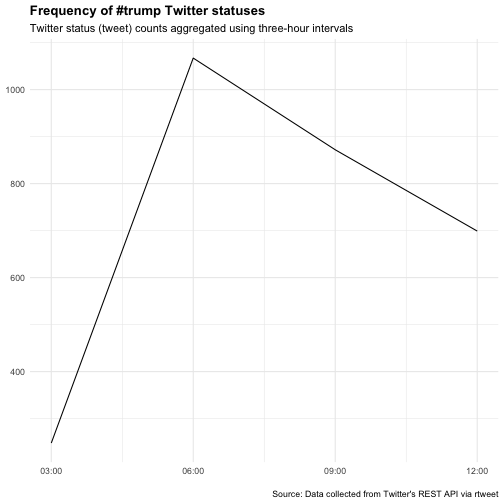 Frequency of #trump Twitter statuses
Twitter status (tweet) counts aggregated using three-hour intervals
1000
800
600
400
03:00 06:00 09:00 12:00
Source: Data collected from Twitter's REST API via rtweet